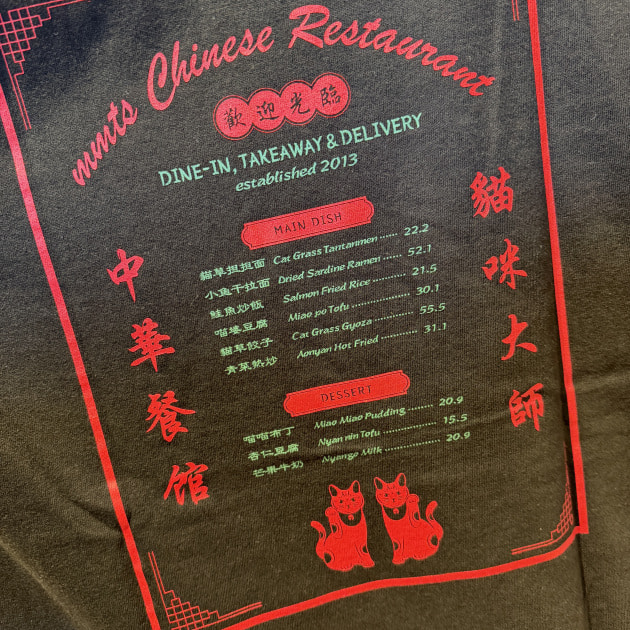 mmts Chinese Restaurant
歡迎光臨
DINE-IN, TAKEAWAY & DELIVERY
established 2013
中華餐馆
貓咪大師
MAIN DISH
貓草担担面 Cat Grass Tantanmen 22.2
小鱼干拉面 Dried Sardine Ramen 52.1
鮭魚炒飯 Salmon Fried Rice 21.5
喵婆豆腐 Miao po Tofu 30.1
貓草餃子 Cat Grass Gyoza 55.5
青菜熱炒 Aonyan Hot Fried 31.1
DESSERT
喵喵布丁 Miao Miao Pudding 20.9
杏仁豆腐 Nyan nin Tofu 15.5
芒果牛奶 Nyango Milk 20.9